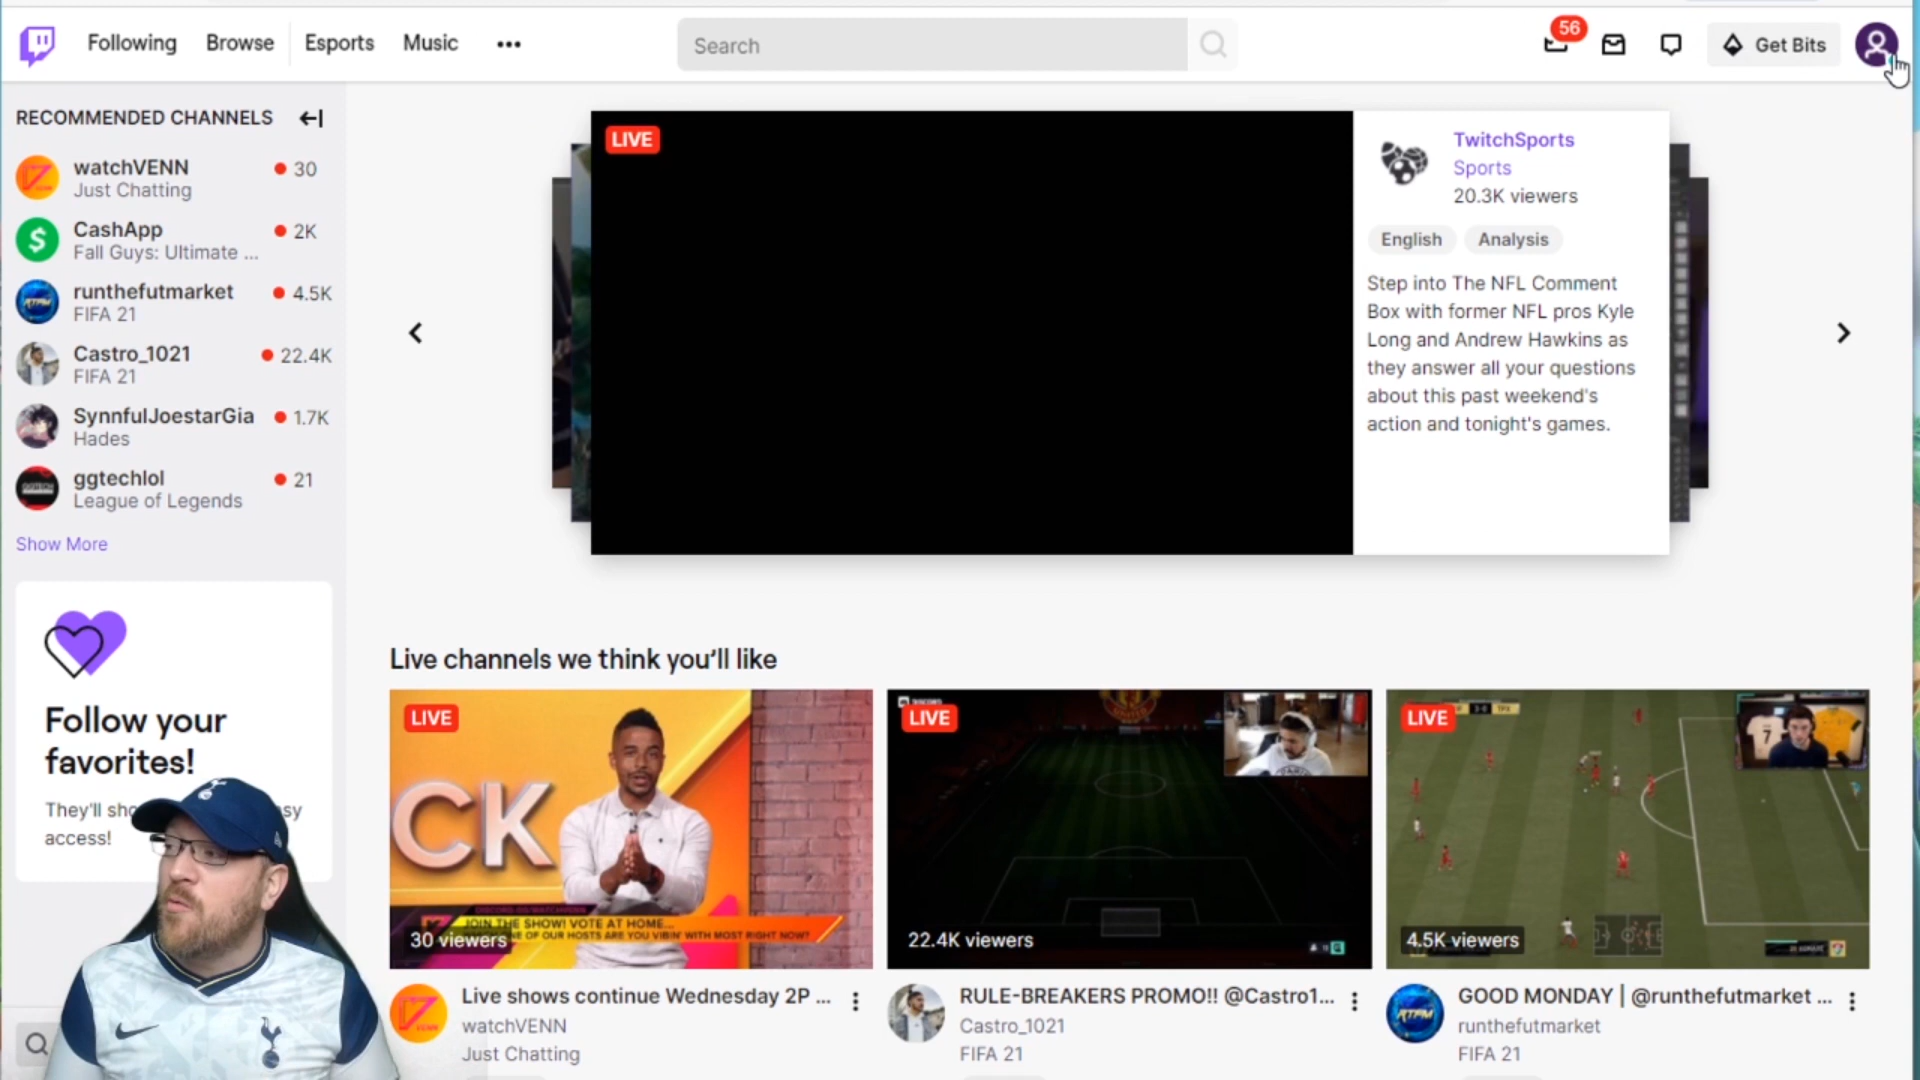 Following
Browse
Esports
Music
Search
56
Get Bits
RECOMMENDED CHANNELS
watchVENN
30
Just Chatting
CashApp
2K
Fall Guys: Ultimate ...
runthefutmarket
4.5K
FIFA 21
Castro_1021
22.4K
FIFA 21
SynnfulJoestarGia
1.7K
Hades
ggtechlol
21
League of Legends
Show More
Follow your
favorites!
They'll sho
sy
access!
LIVE
TwitchSports
Sports
20.3K viewers
English
Analysis
Step into The NFL Comment
Box with former NFL pros Kyle
Long and Andrew Hawkins as
they answer all your questions
about this past weekend's
action and tonight's games.
Live channels we think you'll like
LIVE
CK
JOIN THE SHOW! VOTE AT HOME...
NE OF OUR HOSTS ARE YOU VIBIN' WITH MOST RIGHT NOW?
30 viewers
Live shows continue Wednesday 2P ...
watchVENN
Just Chatting
LIVE
22.4K viewers
RULE-BREAKERS PROMO!! @Castro1...
Castro_1021
FIFA 21
LIVE
7
4.5K viewers
RTFM
GOOD MONDAY | @runthefutmarket ...
runthefutmarket
FIFA 21